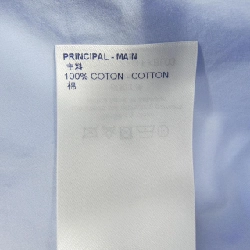 PRINCIPAL - MAIN
主料
100% COTON - COTTON
棉